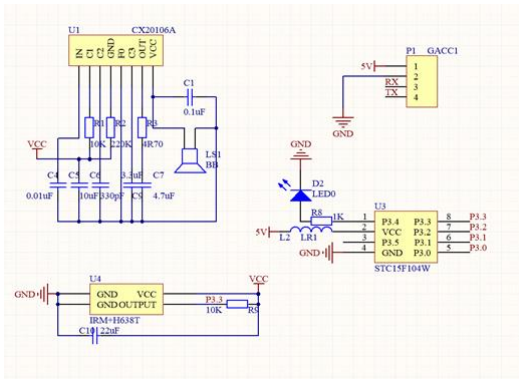 U1
CX20106A
IN
C1
C2
GND
F0
C3
OUT
VCC
C1
0.1uF
R1
R2
R3
10K
220K
4R70
LS1
BB
VCC
C4
C5
C6
3.3uF
C7
0.01uF
10uF
330pF
C9
4.7uF
P1
GACC1
5V
1
2
RX
3
TX
4
GND
GND
D2
LED0
R8
1K
U3
5V
L2
LR1
GND
1
P3.4
P3.3
8
P3.3
2
VCC
P3.2
7
P3.2
3
P3.5
P3.1
6
P3.1
4
GND
P3.0
5
P3.0
STC15F104W
U4
VCC
GND
GND
VCC
GND
OUTPUT
P3.3
10K
R9
IRM+H638T
C10
22uF